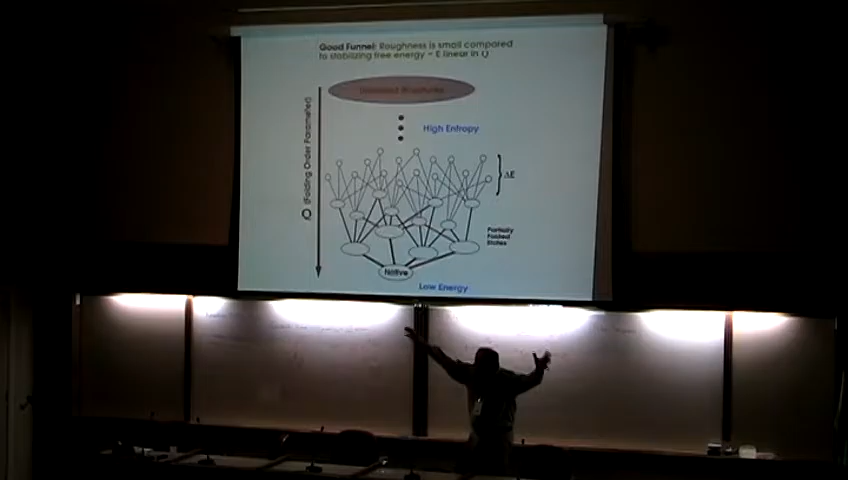 Good Funnel: Roughness is small compared
to stabilizing free energy - E linear in Q
Unfolded Structures
High Entropy
Q (Folding Order Parameter)
ΔE
Partially
Folded
States
Native
Low Energy